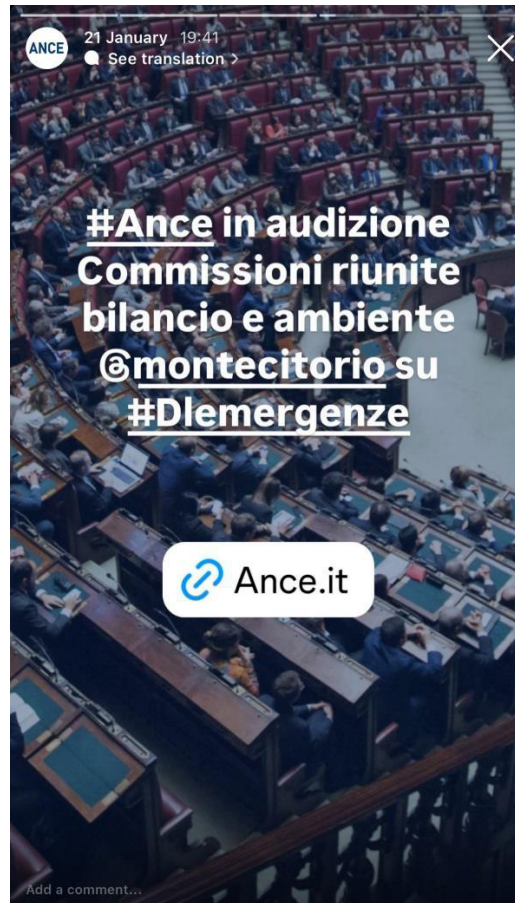 ANCE
21 January 19:41
See translation >
#Ance in audizione
Commissioni riunite
bilancio e ambiente
@montecitorio su
#Dlemergenze
Ance.it
Add a comment...